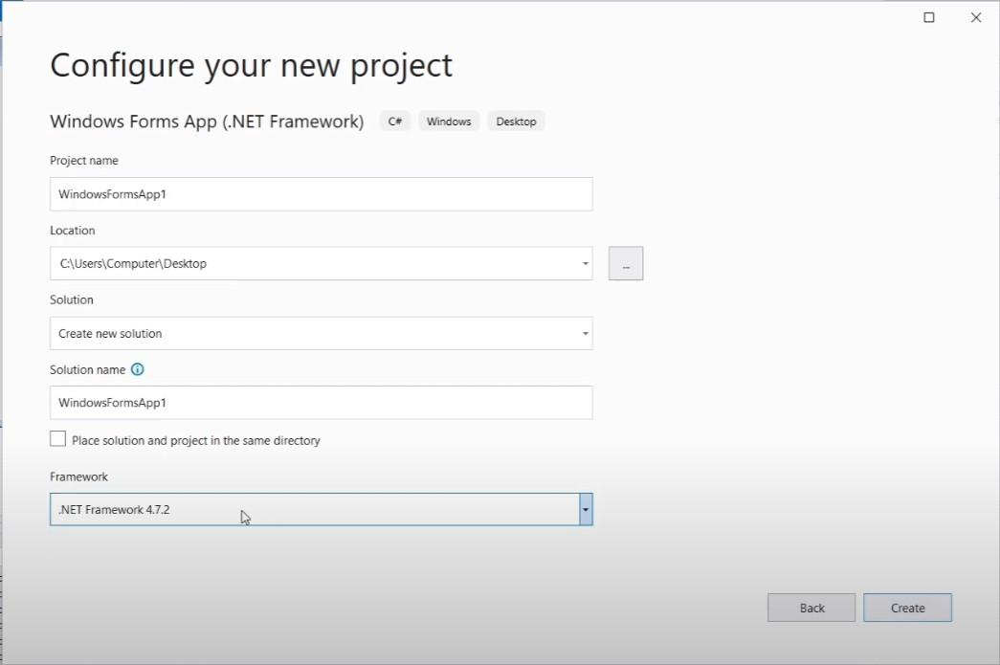 Configure your new project
Windows Forms App (.NET Framework) C# Windows Desktop
Project name
WindowsFormsApp1
Location
C:\Users\Computer\Desktop
...
Solution
Create new solution
Solution name
WindowsFormsApp1
Place solution and project in the same directory
Framework
.NET Framework 4.7.2
Back Create